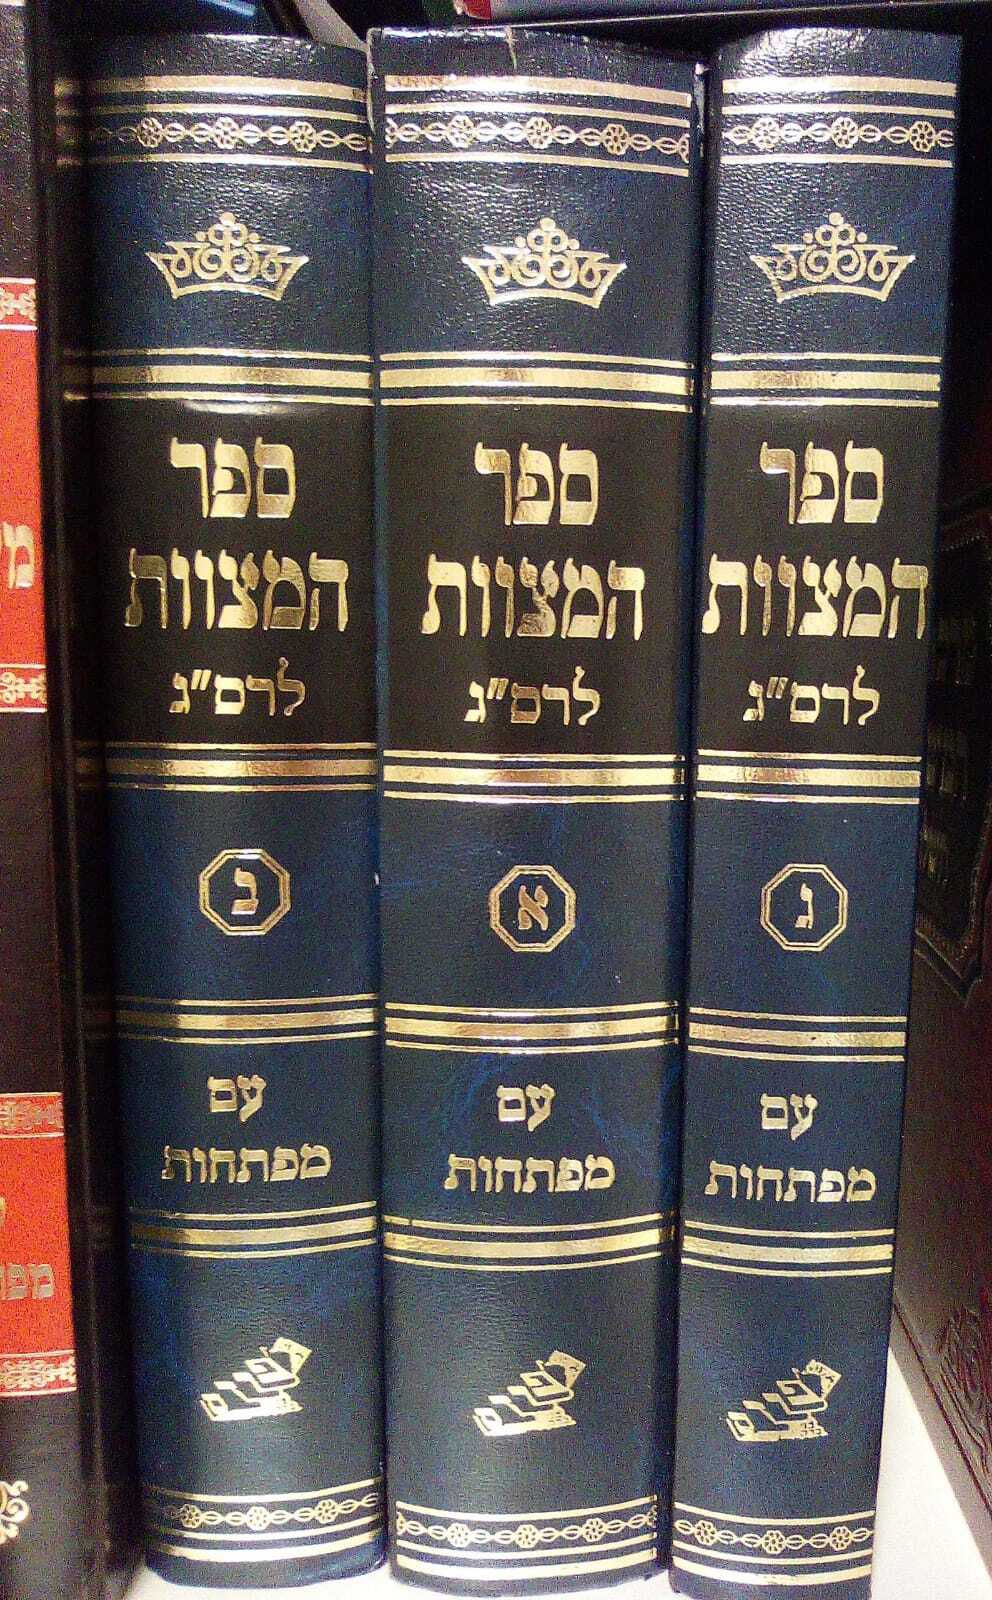 ספר
המצוות
לרס"ג
ג
עם
מפתחות
ספר
המצוות
לרס"ג
א
עם
מפתחות
ספר
המצוות
לרס"ג
ב
עם
מפתחות